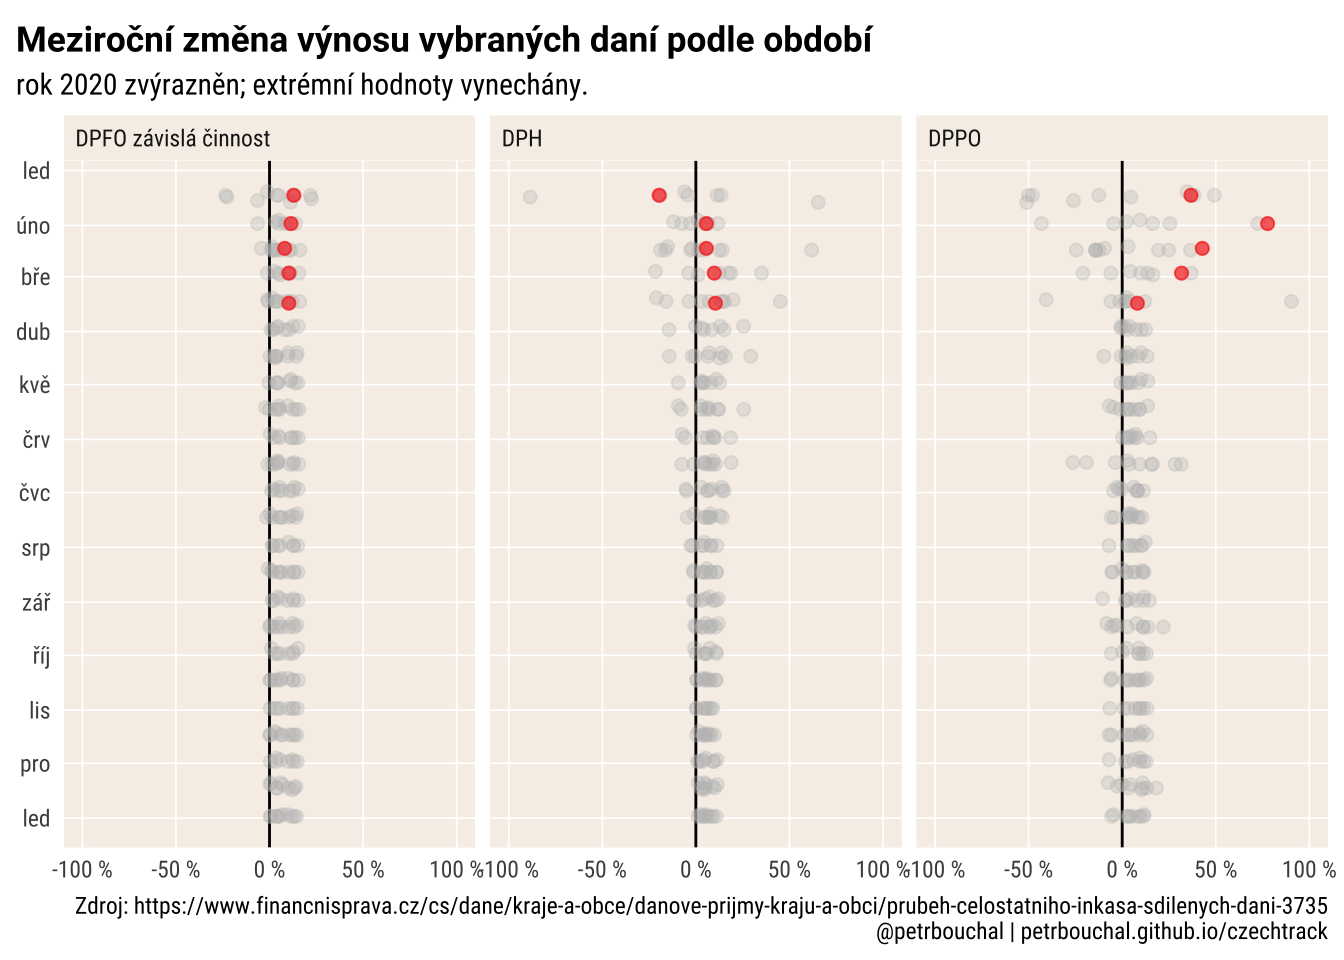 Meziroční změna výnosu vybraných daní podle období
rok 2020 zvýrazněn; extrémní hodnoty vynechány.
DPFO závislá činnost DPH DPPO
led
úno
bře
dub
kvě
črv
čvc
srp
zář
říj
lis
pro
led
-100 % -50 % 0 % 50 % 100 % -100 % -50 % 0 % 50 % 100 % -100 % -50 % 0 % 50 % 100 %
Zdroj: https://www.financnisprava.cz/cs/dane/kraje-a-obce/danove-prijmy-kraju-a-obci/prubeh-celostatniho-inkasa-sdilenych-dani-3735
@petrbouchal | petrbouchal.github.io/czechtrack